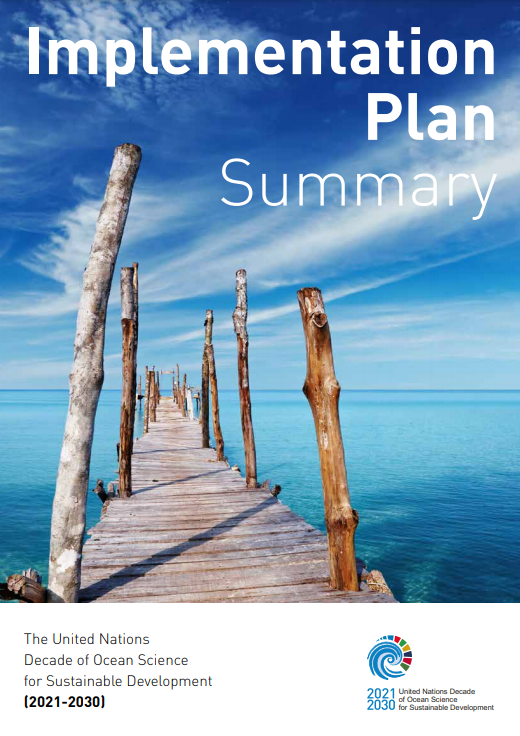 Implementation
Plan
Summary
The United Nations
Decade of Ocean Science
for Sustainable Development
(2021-2030)
2021 United Nations Decade
of Ocean Science
2030 for Sustainable Development